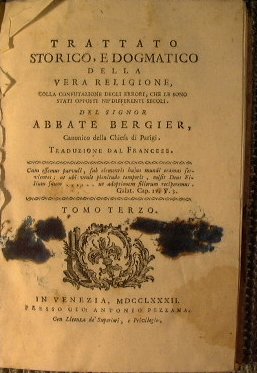 TRATTATO
STORICO, E DOGMATICO
DELLA
VERA RELIGIONE,
COLLA CONFUTAZIONE DEGLI ERRORI, CHE LE SONO
STATI OPPOSTI NE' DIFFERENTI SECOLI.
DEL SIGNOR
ABBATE BERGIER,
Canonico della Chiesa di Parigi.
TRADUZIONE DAL FRANCESE.
Cum essemus parvuli, sub elementis hujus mundi eramus ser-
vientes; at ubi venit plenitudo temporis, misit Deus Fi-
lium suum ...... ut adoptionem filiorum reciperemus.
Galat. Cap. V. 3.
TOMO TERZO.
IN VENEZIA, MDCCLXXXII.
PRESSO GIO: ANTONIO PEZZANA.
Con Licenza de' Superiori, e Privilegio.